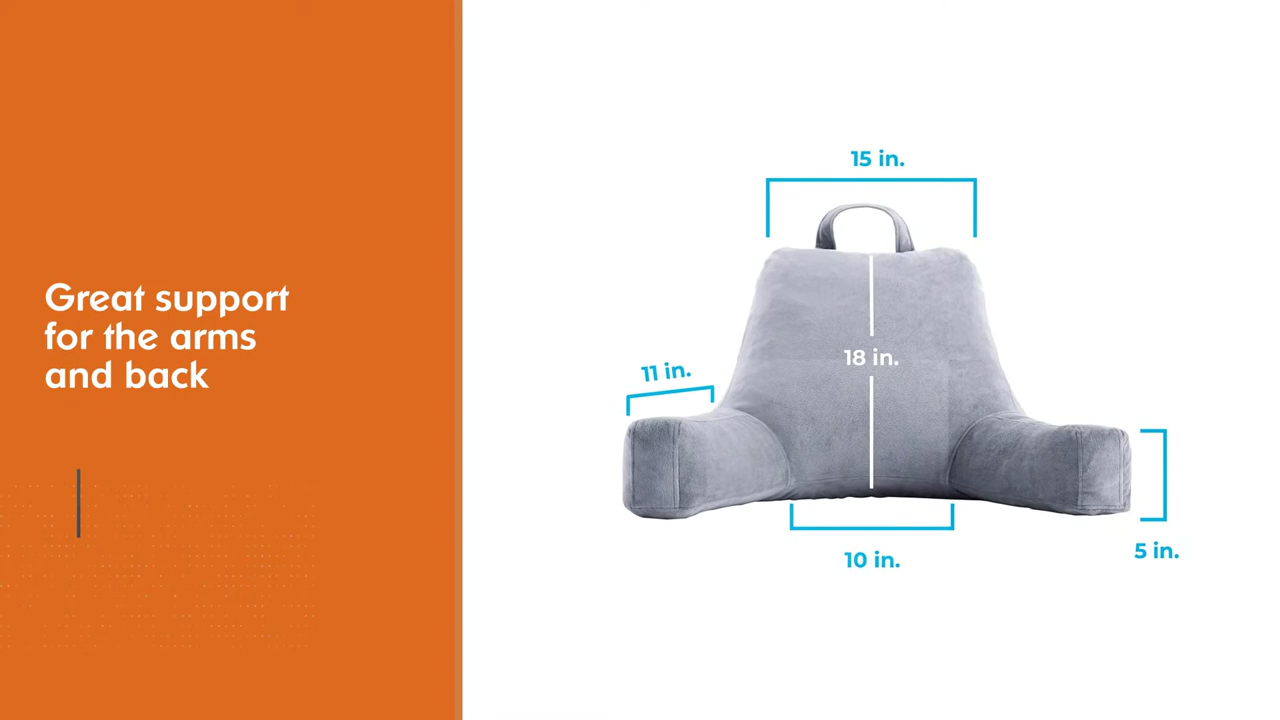 Great support
for the arms
and back
15 in.
18 in.
11 in.
10 in.
5 in.